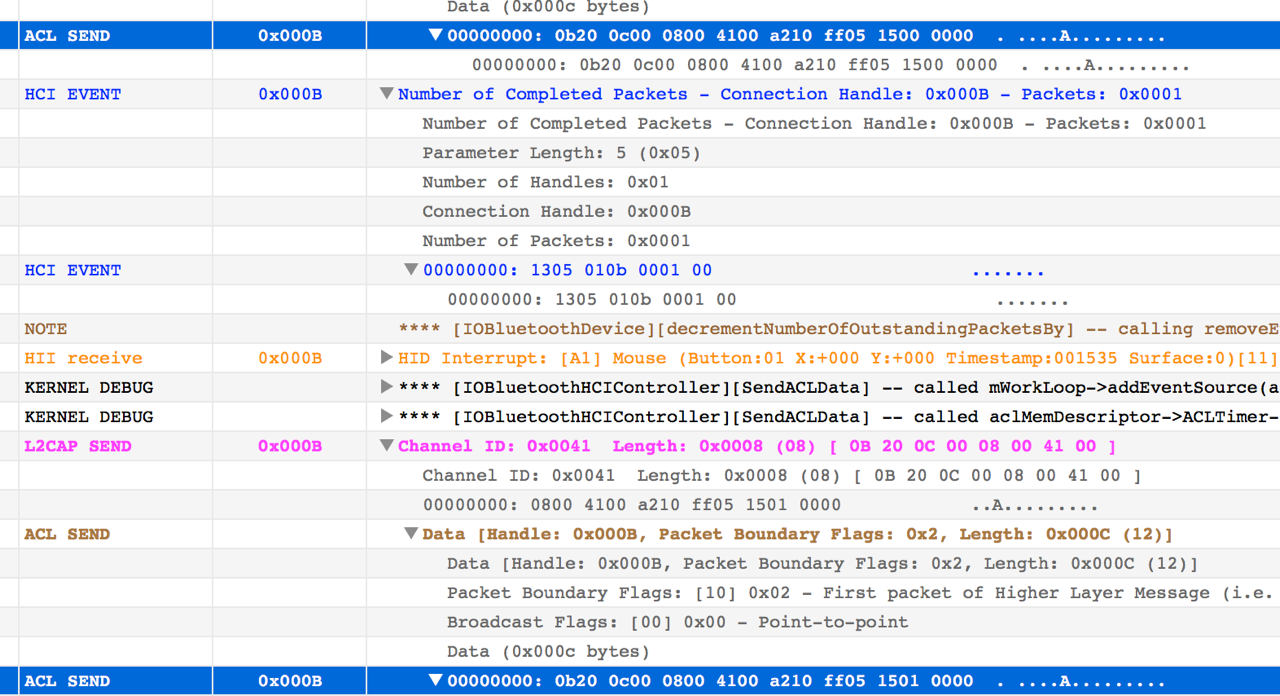 Data (0x000c bytes)
ACL SEND 0x000B 00000000: 0b20 0c00 0800 4100 a210 ff05 1500 0000 . ....A.........
00000000: 0b20 0c00 0800 4100 a210 ff05 1500 0000 . ....A.........
HCI EVENT 0x000B Number of Completed Packets - Connection Handle: 0x000B - Packets: 0x0001
Number of Completed Packets - Connection Handle: 0x000B - Packets: 0x0001
Parameter Length: 5 (0x05)
Number of Handles: 0x01
Connection Handle: 0x000B
Number of Packets: 0x0001
HCI EVENT 00000000: 1305 010b 0001 00 .......
00000000: 1305 010b 0001 00 .......
NOTE **** [IOBluetoothDevice][decrementNumberOfOutstandingPacketsBy] -- calling removeE
HII receive 0x000B HID Interrupt: [A1] Mouse (Button:01 X:+000 Y:+000 Timestamp:001535 Surface:0)[11]
KERNEL DEBUG **** [IOBluetoothHCIController][SendACLData] -- called mWorkLoop->addEventSource(a
KERNEL DEBUG **** [IOBluetoothHCIController][SendACLData] -- called aclMemDescriptor->ACLTimer-
L2CAP SEND 0x000B Channel ID: 0x0041 Length: 0x0008 (08) [ 0B 20 0C 00 08 00 41 00 ]
Channel ID: 0x0041 Length: 0x0008 (08) [ 0B 20 0C 00 08 00 41 00 ]
00000000: 0800 4100 a210 ff05 1501 0000 ..A.........
ACL SEND Data [Handle: 0x000B, Packet Boundary Flags: 0x2, Length: 0x000C (12)]
Data [Handle: 0x000B, Packet Boundary Flags: 0x2, Length: 0x000C (12)]
Packet Boundary Flags: [10] 0x02 - First packet of Higher Layer Message (i.e.
Broadcast Flags: [00] 0x00 - Point-to-point
Data (0x000c bytes)
ACL SEND 0x000B 00000000: 0b20 0c00 0800 4100 a210 ff05 1501 0000 . ....A.........